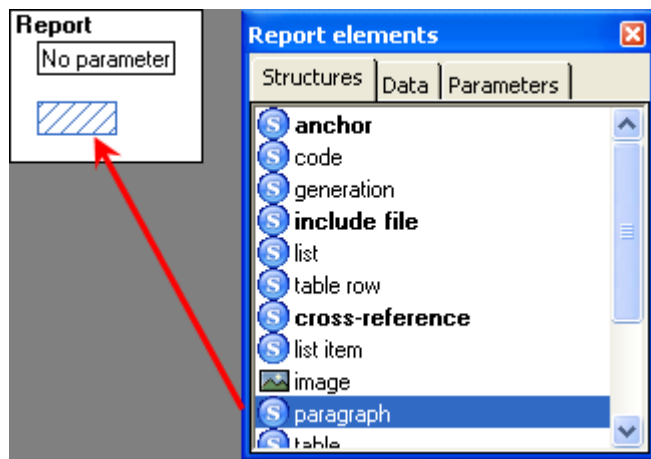 Report
No parameter
Report elements
Structures Data Parameters
anchor
code
generation
include file
list
table row
cross-reference
list item
image
paragraph
table